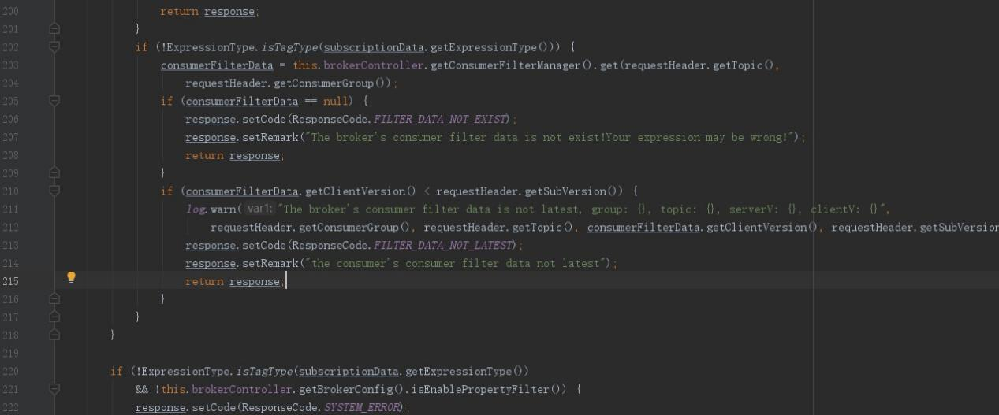 200 return response;
201 }
202 if (!ExpressionType.isTagType(subscriptionData.getExpressionType())) {
203 consumerFilterData = this.brokerController.getConsumerFilterManager().get(requestHeader.getTopic(),
204 requestHeader.getConsumerGroup());
205 if (consumerFilterData == null) {
206 response.setCode(ResponseCode.FILTER_DATA_NOT_EXIST);
207 response.setRemark("The broker's consumer filter data is not exist!Your expression may be wrong!");
208 return response;
209 }
210 if (consumerFilterData.getClientVersion() < requestHeader.getSubVersion()) {
211 log.warn( var1: "The broker's consumer filter data is not latest, group: {}, topic: {}, serverV: {}, clientV: {}",
212 requestHeader.getConsumerGroup(), requestHeader.getTopic(), consumerFilterData.getClientVersion(), requestHeader.getSubVersion
213 response.setCode(ResponseCode.FILTER_DATA_NOT_LATEST);
214 response.setRemark("the consumer's consumer filter data not latest");
215 return response;
216 }
217 }
218 }
219
220 if (!ExpressionType.isTagType(subscriptionData.getExpressionType())
221 && !this.brokerController.getBrokerConfig().isEnablePropertyFilter()) {
222 response.setCode(ResponseCode.SYSTEM_ERROR);